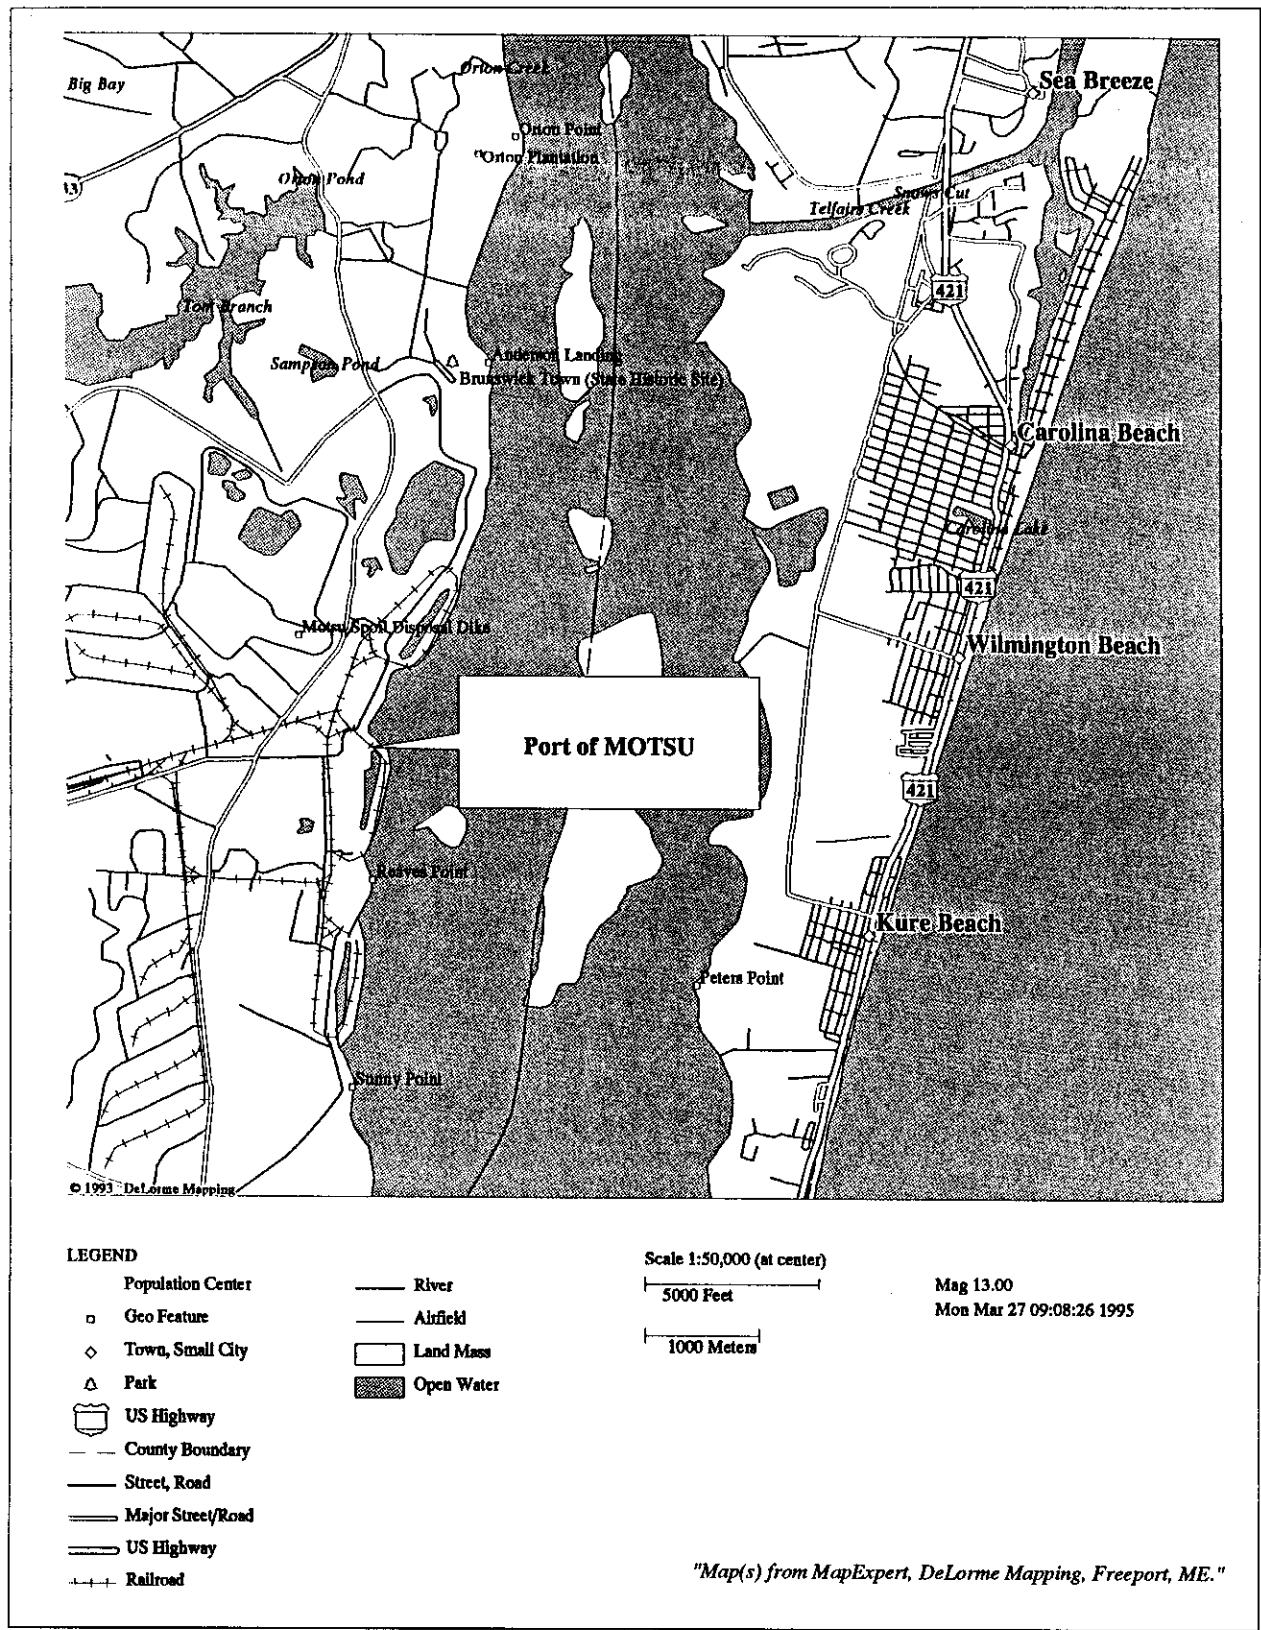 Big Bay
Orton Creek
Sea Breeze
Orton Point
Orton Plantation
Orton Pond
Snows Cut
Telfairs Creek
421
Tom Branch
Sampson Pond
Anderson Landing
Brunswick Town (State Historic Site)
Carolina Beach
Carolina Lake
421
Motsu Spoil Disposal Dike
Wilmington Beach
Port of MOTSU
421
Reaves Point
Kure Beach
Peters Point
Sunny Point
© 1993 DeLorme Mapping
LEGEND
Population Center
Geo Feature
Town, Small City
Park
US Highway
County Boundary
Street, Road
Major Street/Road
US Highway
Railroad
River
Airfield
Land Mass
Open Water
Scale 1:50,000 (at center)
5000 Feet
1000 Meters
Mag 13.00
Mon Mar 27 09:08:26 1995
"Map(s) from MapExpert, DeLorme Mapping, Freeport, ME."